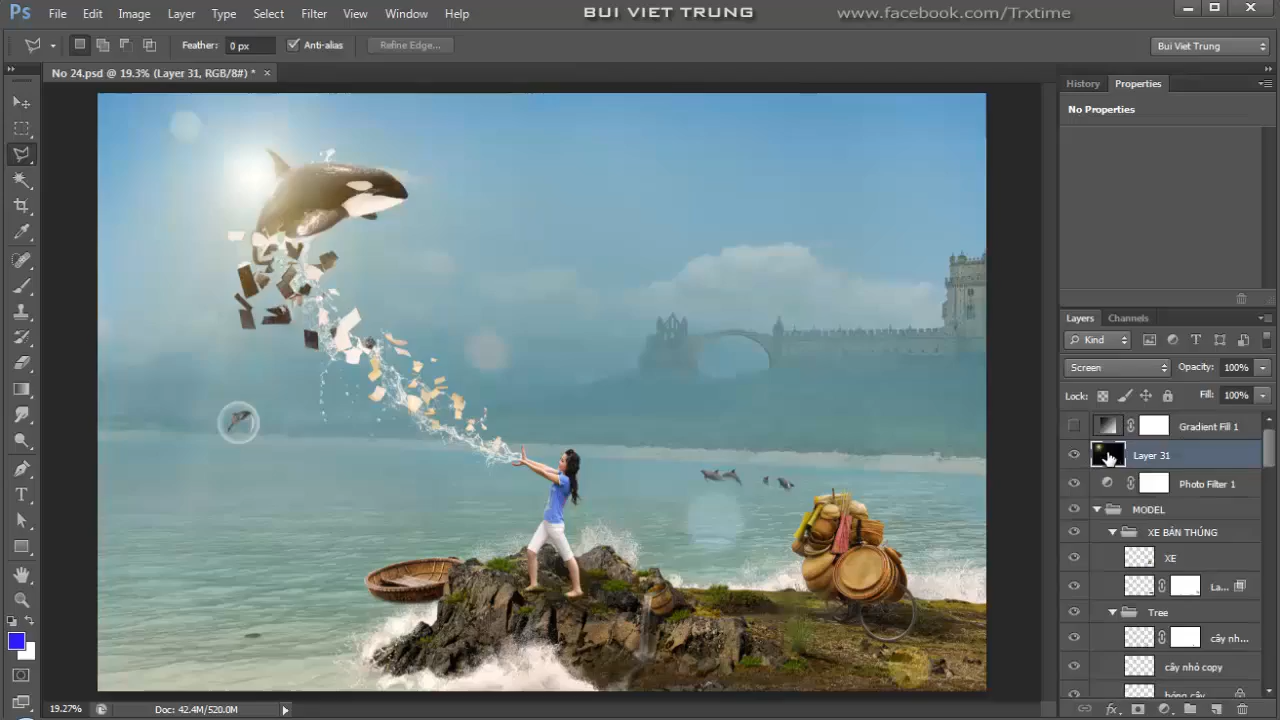 Ps File Edit Image Layer Type Select Filter View Window Help BUI VIET TRUNG www.facebook.com/Trxtime
Feather: 0 px Anti-alias Refine Edge... Bui Viet Trung
No 24.psd @ 19.3% (Layer 31, RGB/8#) * ×
History Properties
No Properties
Layers Channels
Kind
Screen Opacity: 100%
Lock: Fill: 100%
Gradient Fill 1
Layer 31
Photo Filter 1
MODEL
XE BÁN THÚNG
XE
La...
Tree
cây nh...
cây nhỏ copy
bóng cây
19.27% Doc: 42.4M/520.0M